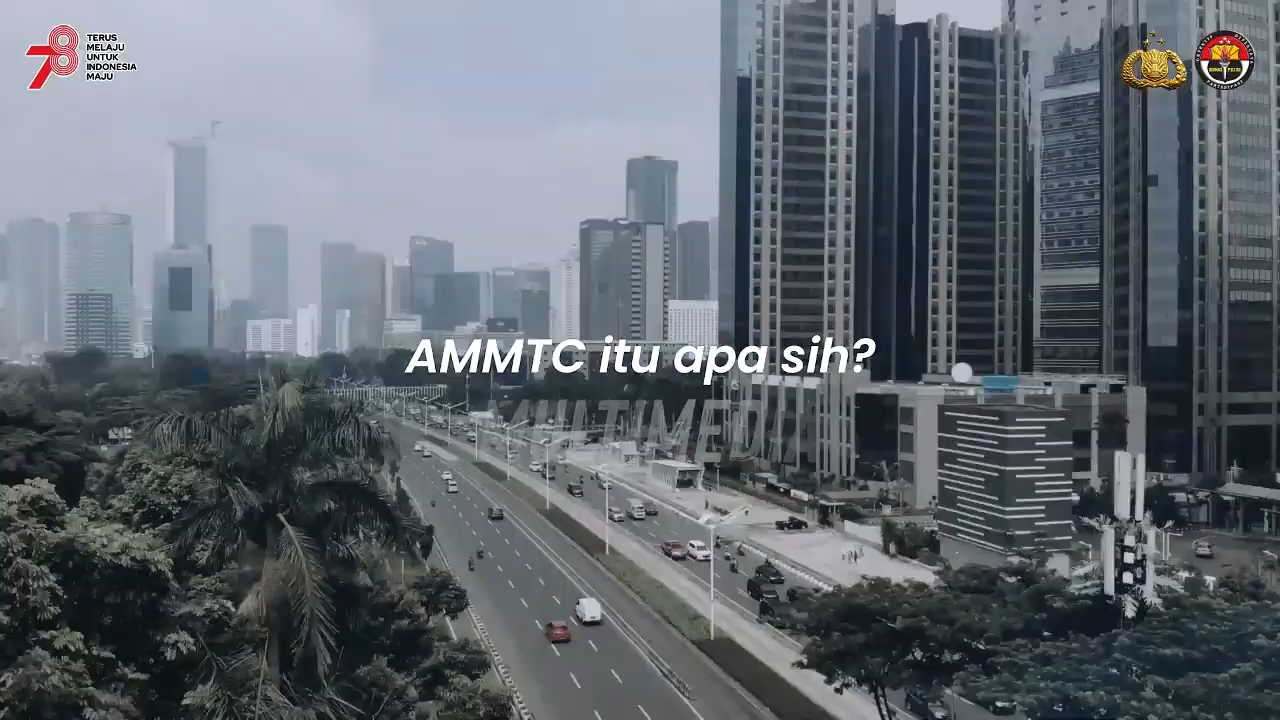 78
TERUS
MELAJU
UNTUK
INDONESIA
MAJU
AMMTC itu apa sih?
MULTIMEDIA